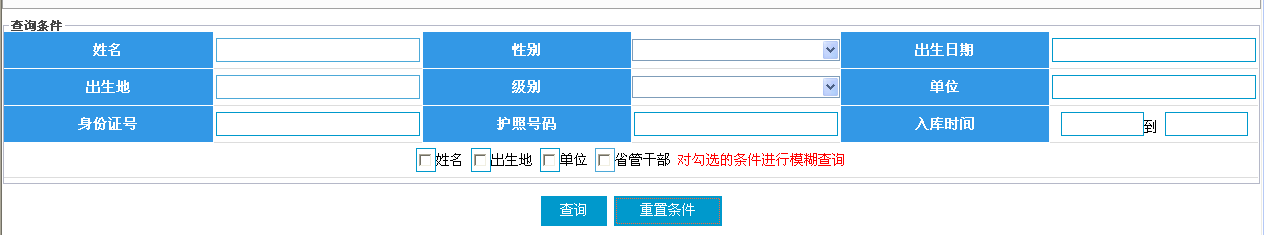 查询条件
姓名 性别 出生日期
出生地 级别 单位
身份证号 护照号码 入库时间 到
姓名 出生地 单位 省管干部 对勾选的条件进行模糊查询
查询 重置条件